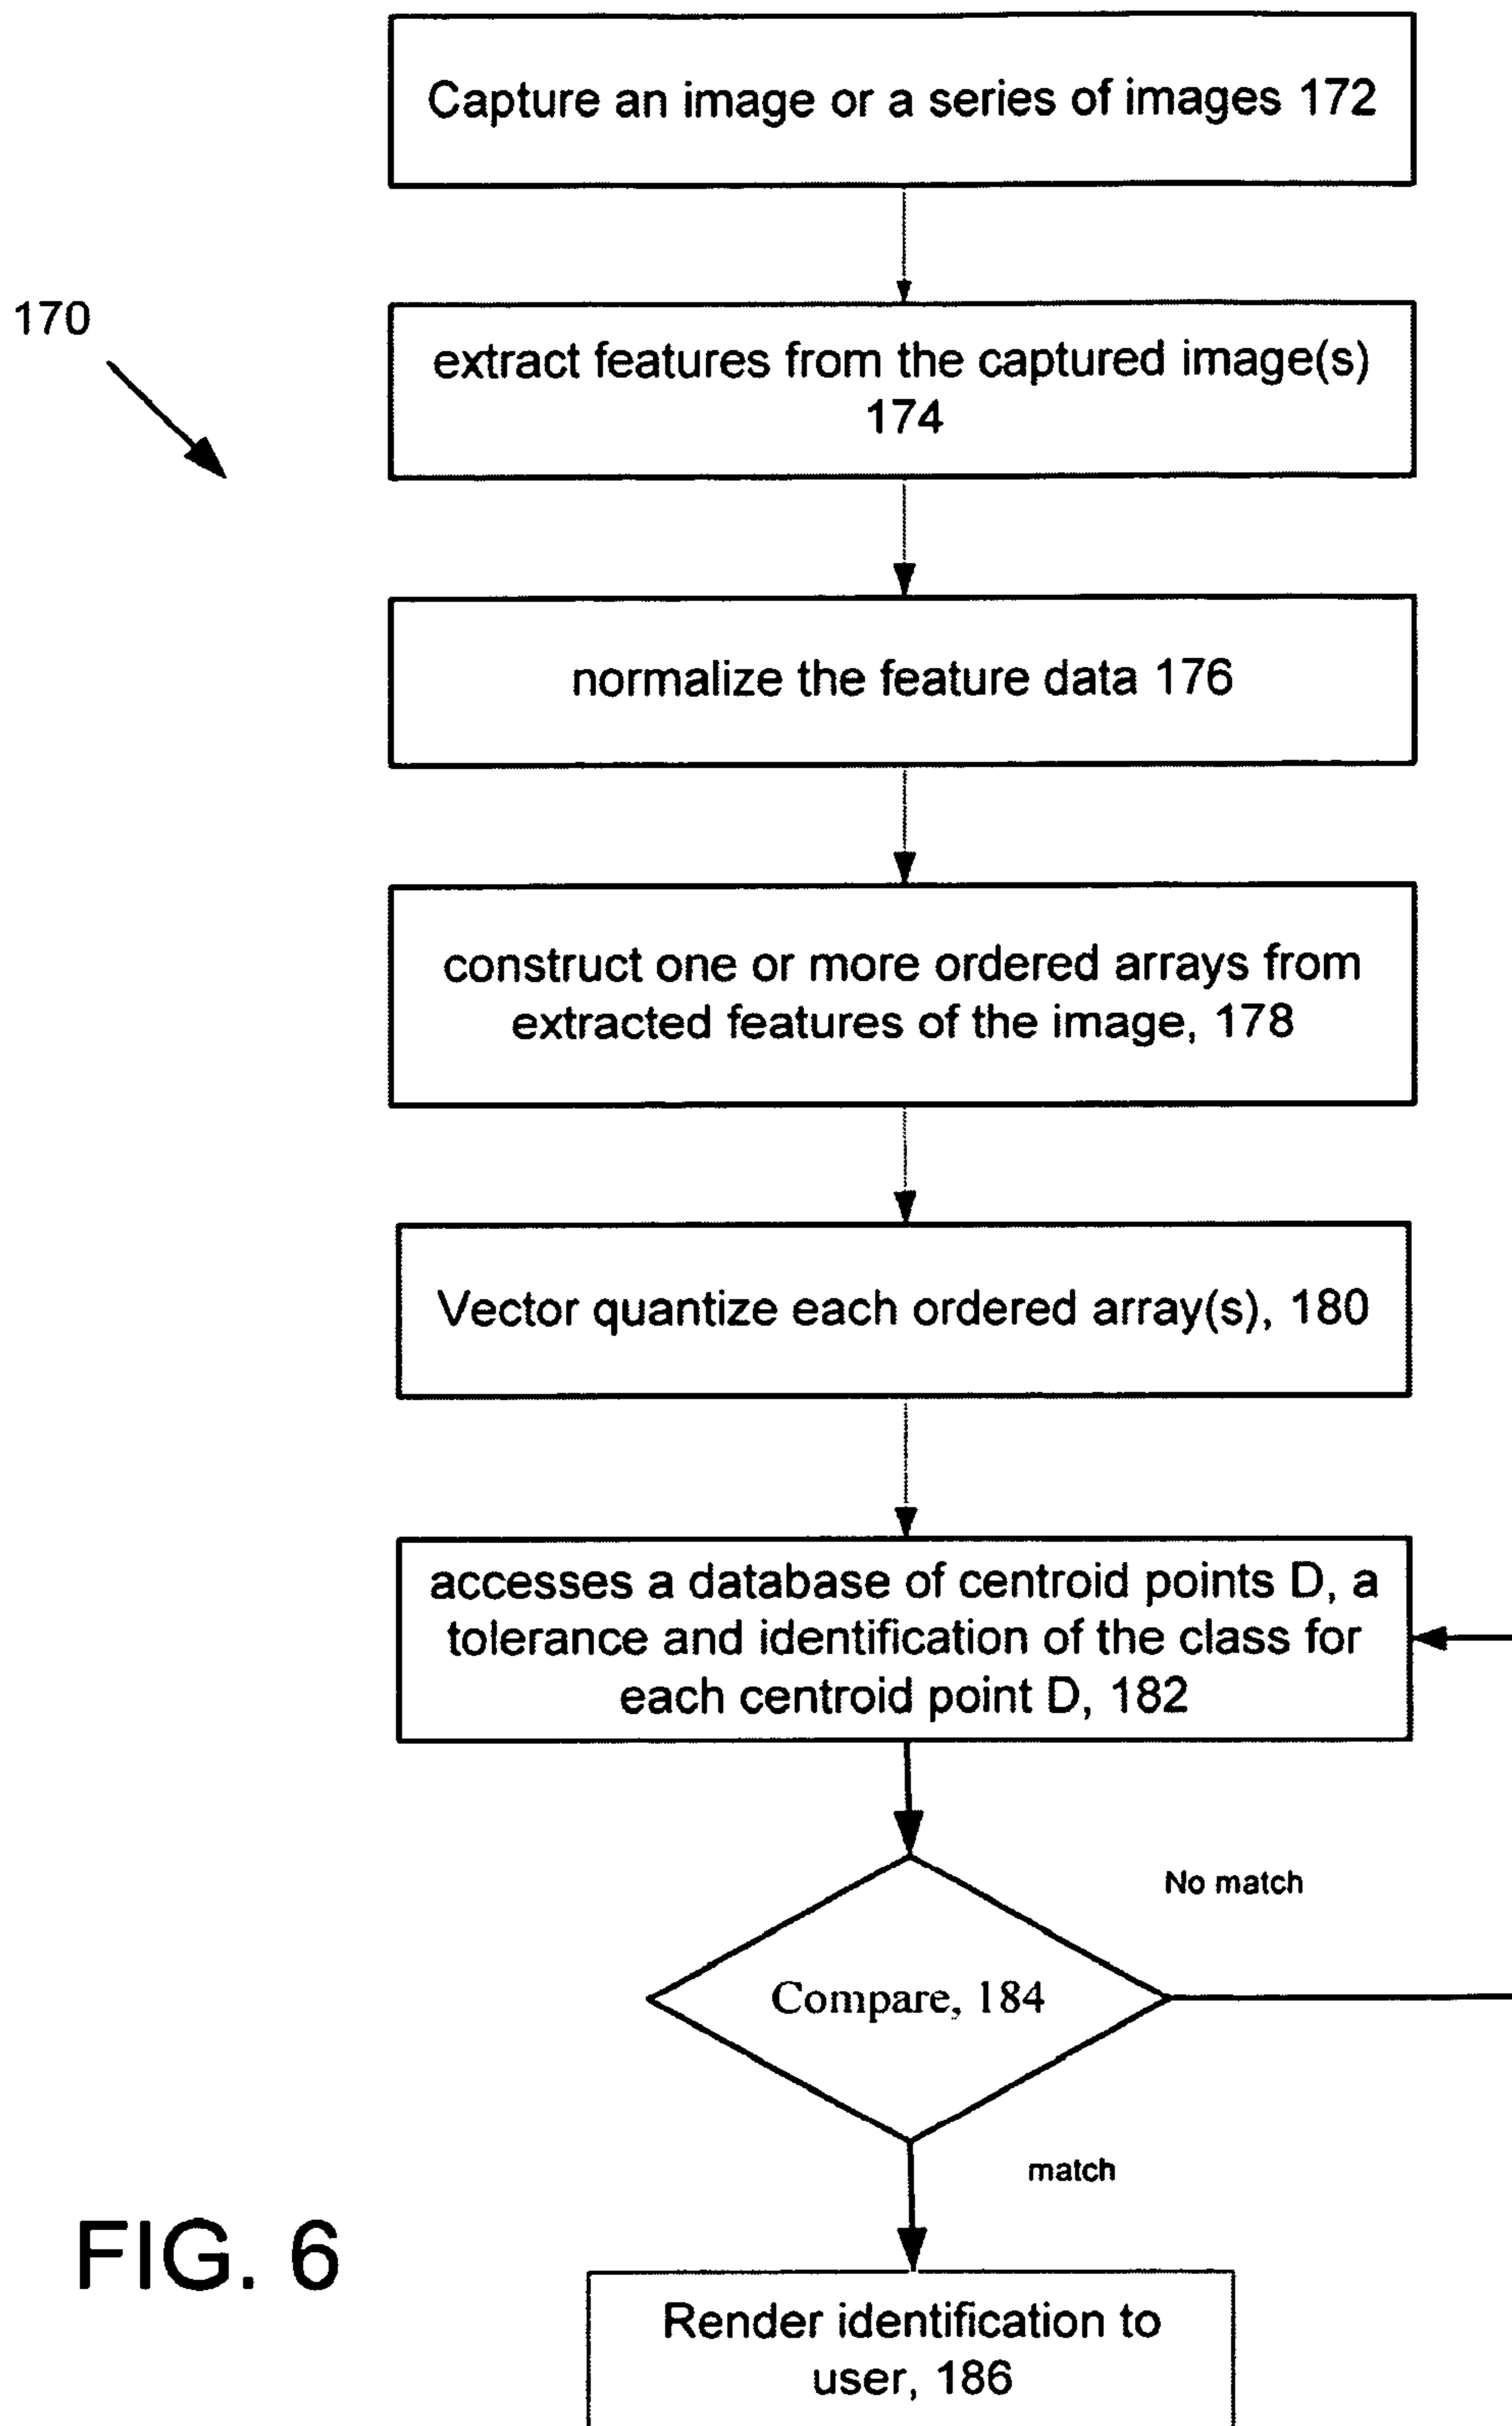 Capture an image or a series of images 172
170
extract features from the captured image(s)
174
normalize the feature data 176
construct one or more ordered arrays from
extracted features of the image, 178
Vector quantize each ordered array(s), 180
accesses a database of centroid points D, a
tolerance and identification of the class for
each centroid point D, 182
No match
Compare, 184
match
FIG. 6
Render identification to
user, 186